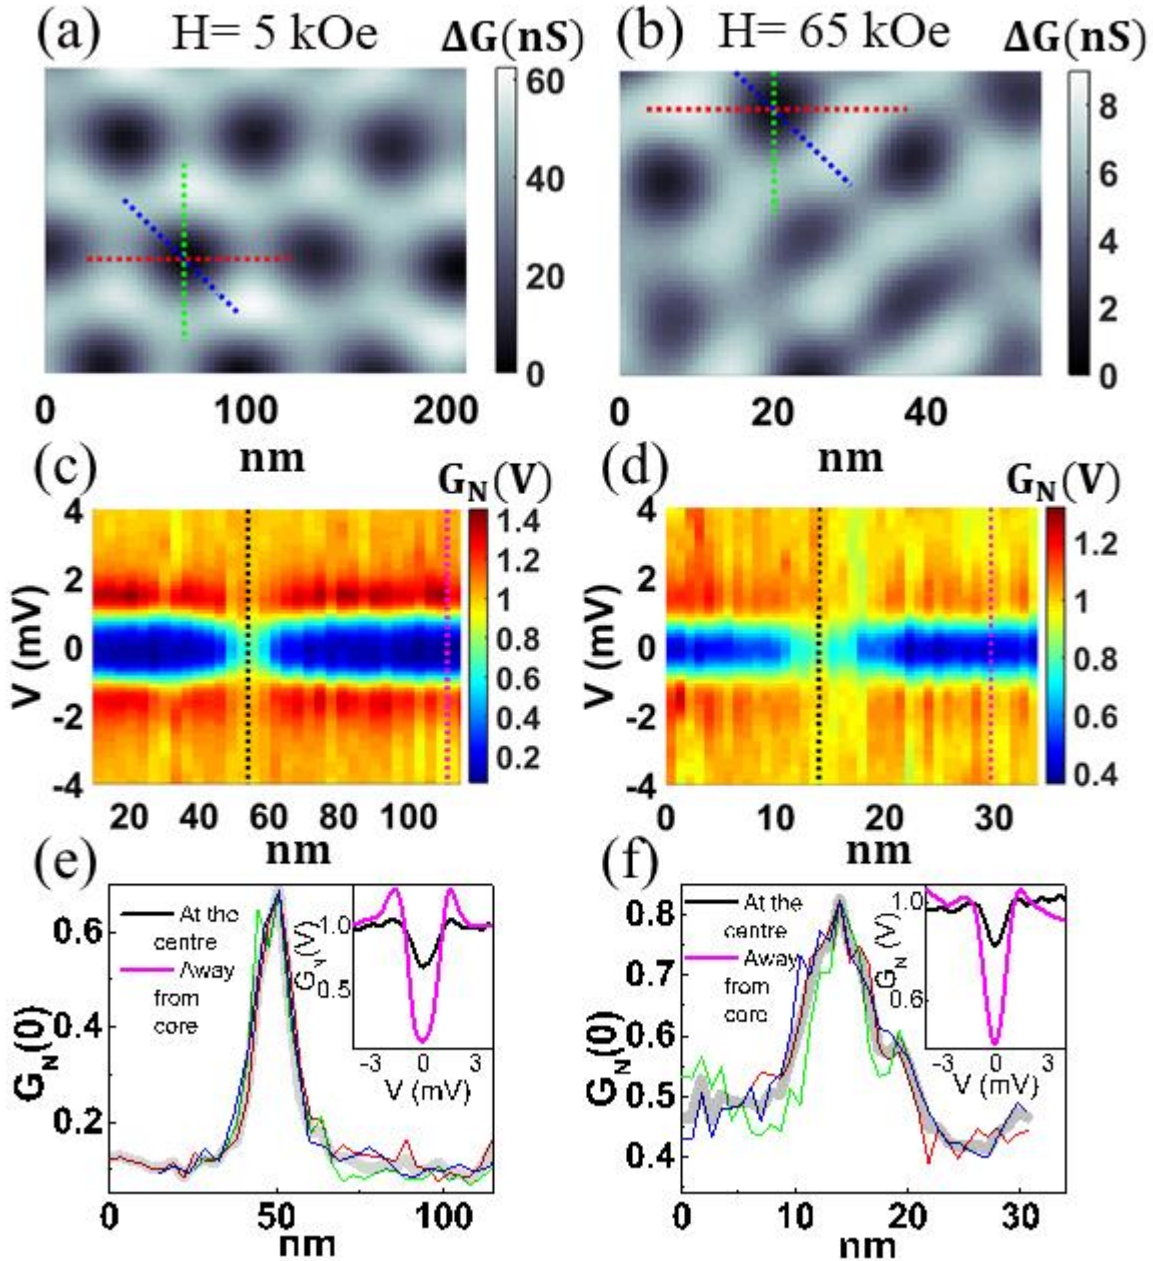 (a) H= 5 kOe ΔG(nS)
60
40
20
0
0 100 200
nm
(b) H= 65 kOe ΔG(nS)
8
6
4
2
0
0 20 40
nm
(c) G_N(V)
4
2
0
-2
-4
V (mV)
1.4
1.2
1
0.8
0.6
0.4
0.2
20 40 60 80 100
nm
(d) G_N(V)
4
2
0
-2
-4
V (mV)
1.2
1
0.8
0.6
0.4
0 10 20 30
nm
(e)
0.6
0.4
0.2
G_N(0)
At the
centre
Away
from
core
1.0
0.5
G_N(V)
-3 0 3
V (mV)
0 50 100
nm
(f)
0.8
0.7
0.6
0.5
0.4
G_N(0)
At the
centre
Away
from
core
1.0
0.6
G_N(V)
-3 0 3
V (mV)
0 10 20 30
nm